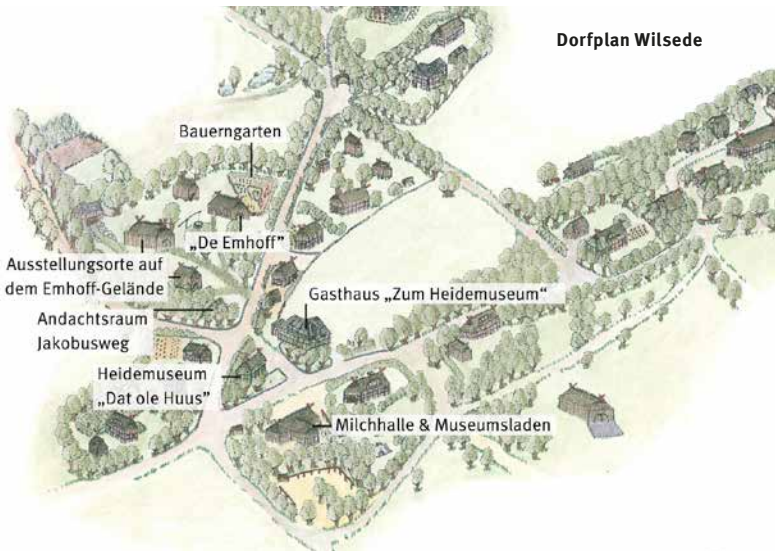 Dorfplan Wilsede
Bauerngarten
„De Emhoff“
Ausstellungsorte auf
dem Emhoff-Gelände
Gasthaus „Zum Heidemuseum“
Andachtsraum
Jakobusweg
Heidemuseum
„Dat ole Huus“
Milchhalle & Museumsladen